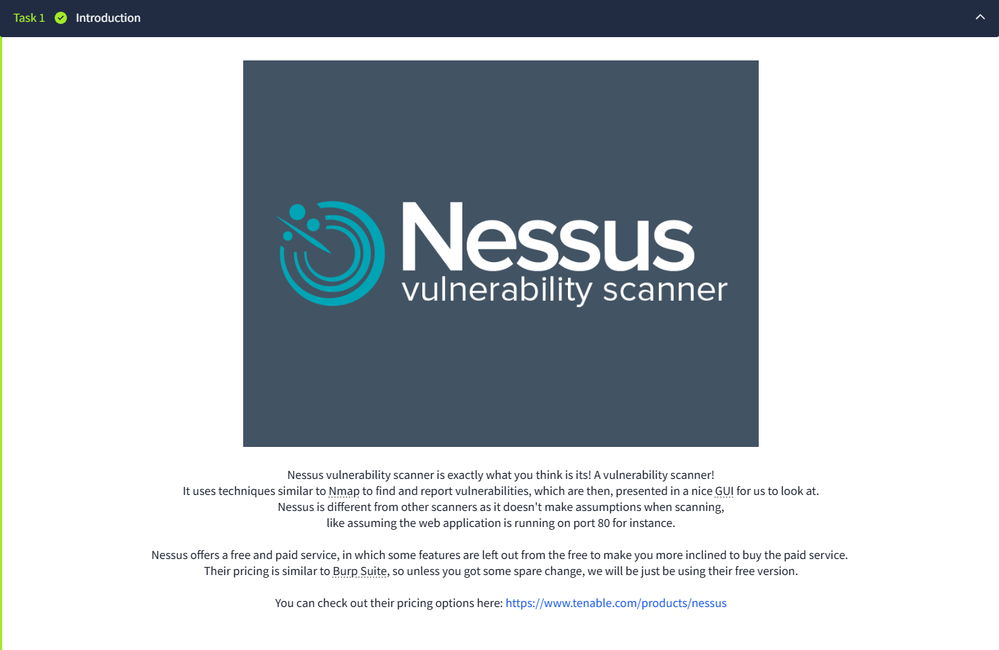 Task 1 Introduction
Nessus
vulnerability scanner
Nessus vulnerability scanner is exactly what you think is its! A vulnerability scanner!
It uses techniques similar to Nmap to find and report vulnerabilities, which are then, presented in a nice GUI for us to look at.
Nessus is different from other scanners as it doesn't make assumptions when scanning,
like assuming the web application is running on port 80 for instance.
Nessus offers a free and paid service, in which some features are left out from the free to make you more inclined to buy the paid service.
Their pricing is similar to Burp Suite, so unless you got some spare change, we will be just be using their free version.
You can check out their pricing options here: https://www.tenable.com/products/nessus